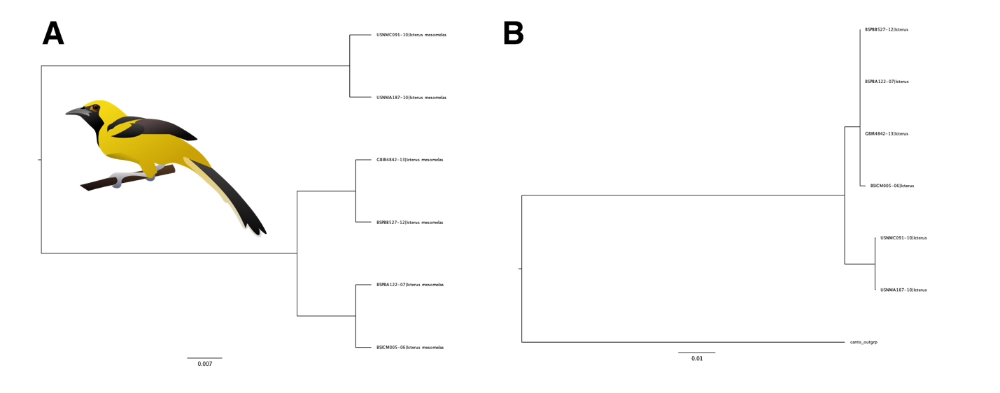 A
USNMC091-10|Icterus mesomelas
USNMA187-10|Icterus mesomelas
GBIR4842-13|Icterus mesomelas
BSPBB527-12|Icterus mesomelas
BSPBA122-07|Icterus mesomelas
BSICM005-06|Icterus mesomelas
0.007
B
BSPBB527-12|Icterus
BSPBA122-07|Icterus
GBIR4842-13|Icterus
BSICM005-06|Icterus
USNMC091-10|Icterus
USNMA187-10|Icterus
canto_outgrp
0.01